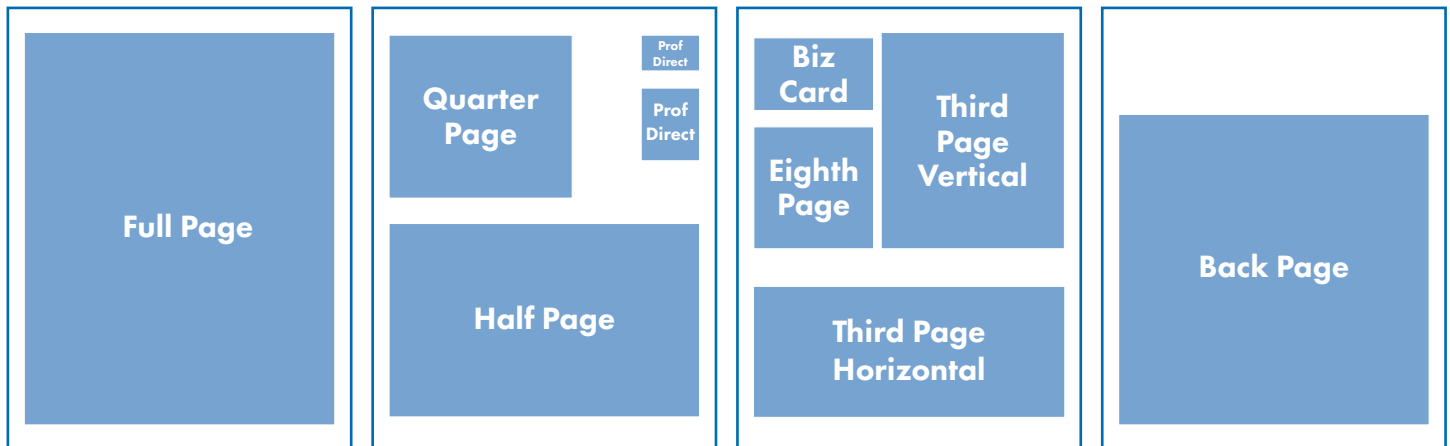 Full Page
Quarter
Page
Prof
Direct
Prof
Direct
Half Page
Biz
Card
Eighth
Page
Third
Page
Vertical
Third Page
Horizontal
Back Page